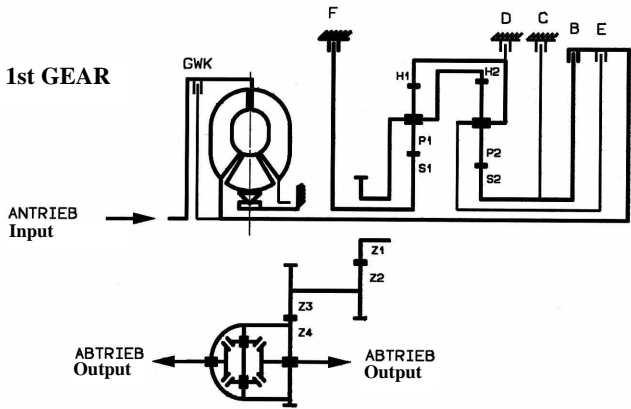 F
D
C
B
E
1st GEAR
GWK
H1
H2
P1
P2
S1
S2
ANTRIEB
Input
Z1
Z2
Z3
Z4
ABTRIEB
Output
ABTRIEB
Output